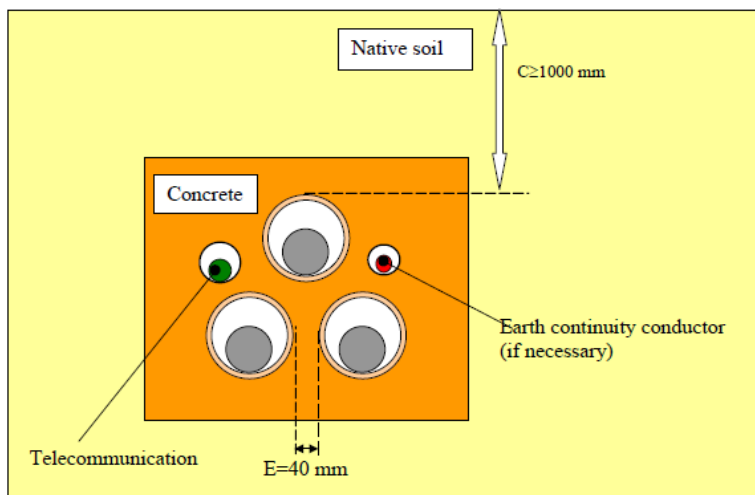 Native soil
C≥1000 mm
Concrete
Earth continuity conductor
(if necessary)
Telecommunication
E=40 mm